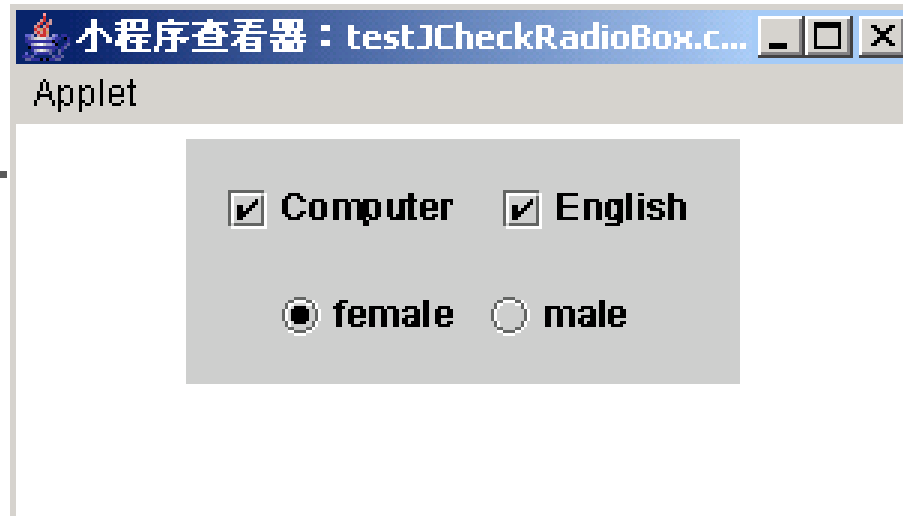 小程序查看器：testJCheckRadioBox.c...
Applet
Computer English
female male